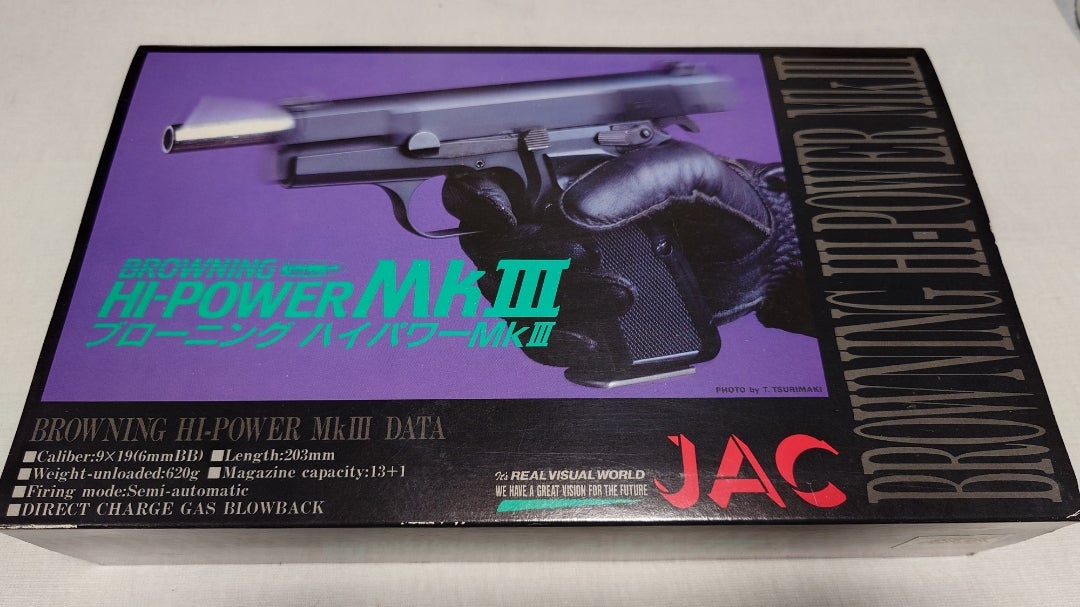 BROWNING
HI-POWER MkIII
ブローニング ハイパワーMkIII
PHOTO by T. TSURIMAKI
BROWNING HI-POWER MkIII
BROWNING HI-POWER MkIII DATA
■Caliber:9×19(6mmBB) ■Length:203mm
■Weight-unloaded:620g ■Magazine capacity:13+1
■Firing mode:Semi-automatic
■DIRECT CHARGE GAS BLOWBACK
It's REAL VISUAL WORLD
WE HAVE A GREAT VISION FOR THE FUTURE
JAC